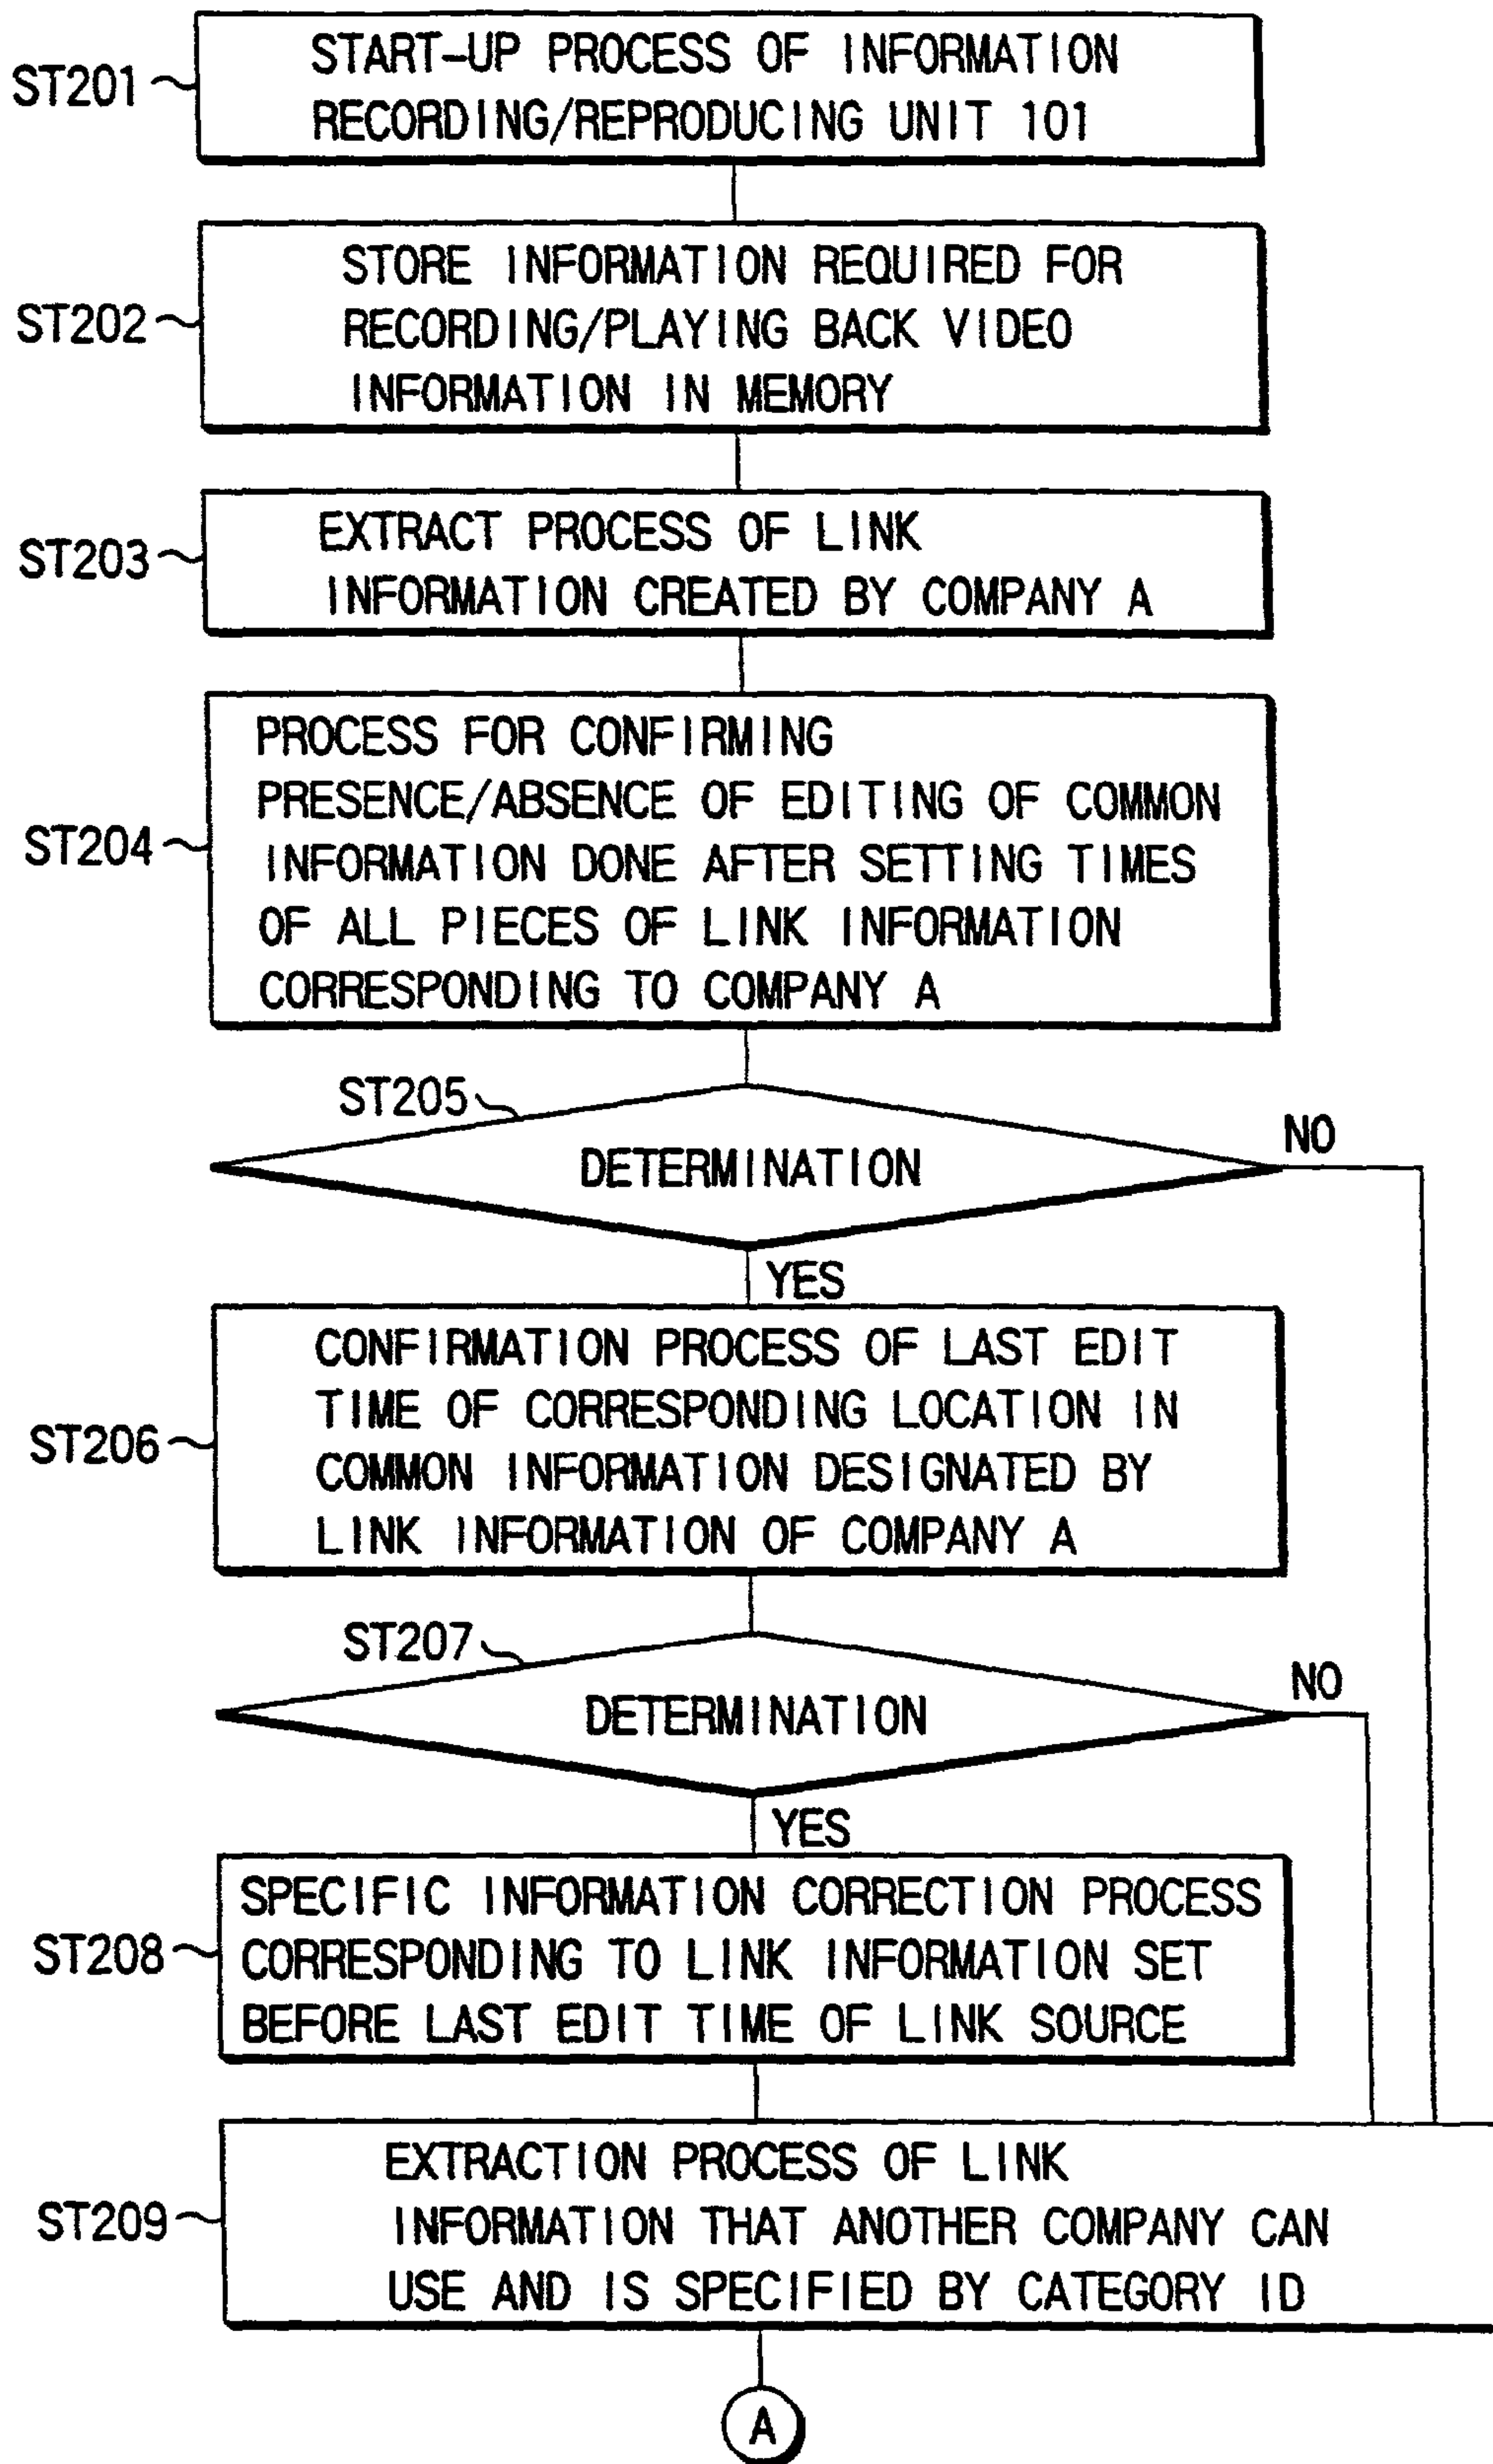 ST201
START-UP PROCESS OF INFORMATION
RECORDING/REPRODUCING UNIT 101
ST202
STORE INFORMATION REQUIRED FOR
RECORDING/PLAYING BACK VIDEO
INFORMATION IN MEMORY
ST203
EXTRACT PROCESS OF LINK
INFORMATION CREATED BY COMPANY A
ST204
PROCESS FOR CONFIRMING
PRESENCE/ABSENCE OF EDITING OF COMMON
INFORMATION DONE AFTER SETTING TIMES
OF ALL PIECES OF LINK INFORMATION
CORRESPONDING TO COMPANY A
ST205
DETERMINATION
NO
YES
ST206
CONFIRMATION PROCESS OF LAST EDIT
TIME OF CORRESPONDING LOCATION IN
COMMON INFORMATION DESIGNATED BY
LINK INFORMATION OF COMPANY A
ST207
DETERMINATION
NO
YES
ST208
SPECIFIC INFORMATION CORRECTION PROCESS
CORRESPONDING TO LINK INFORMATION SET
BEFORE LAST EDIT TIME OF LINK SOURCE
ST209
EXTRACTION PROCESS OF LINK
INFORMATION THAT ANOTHER COMPANY CAN
USE AND IS SPECIFIED BY CATEGORY ID
A